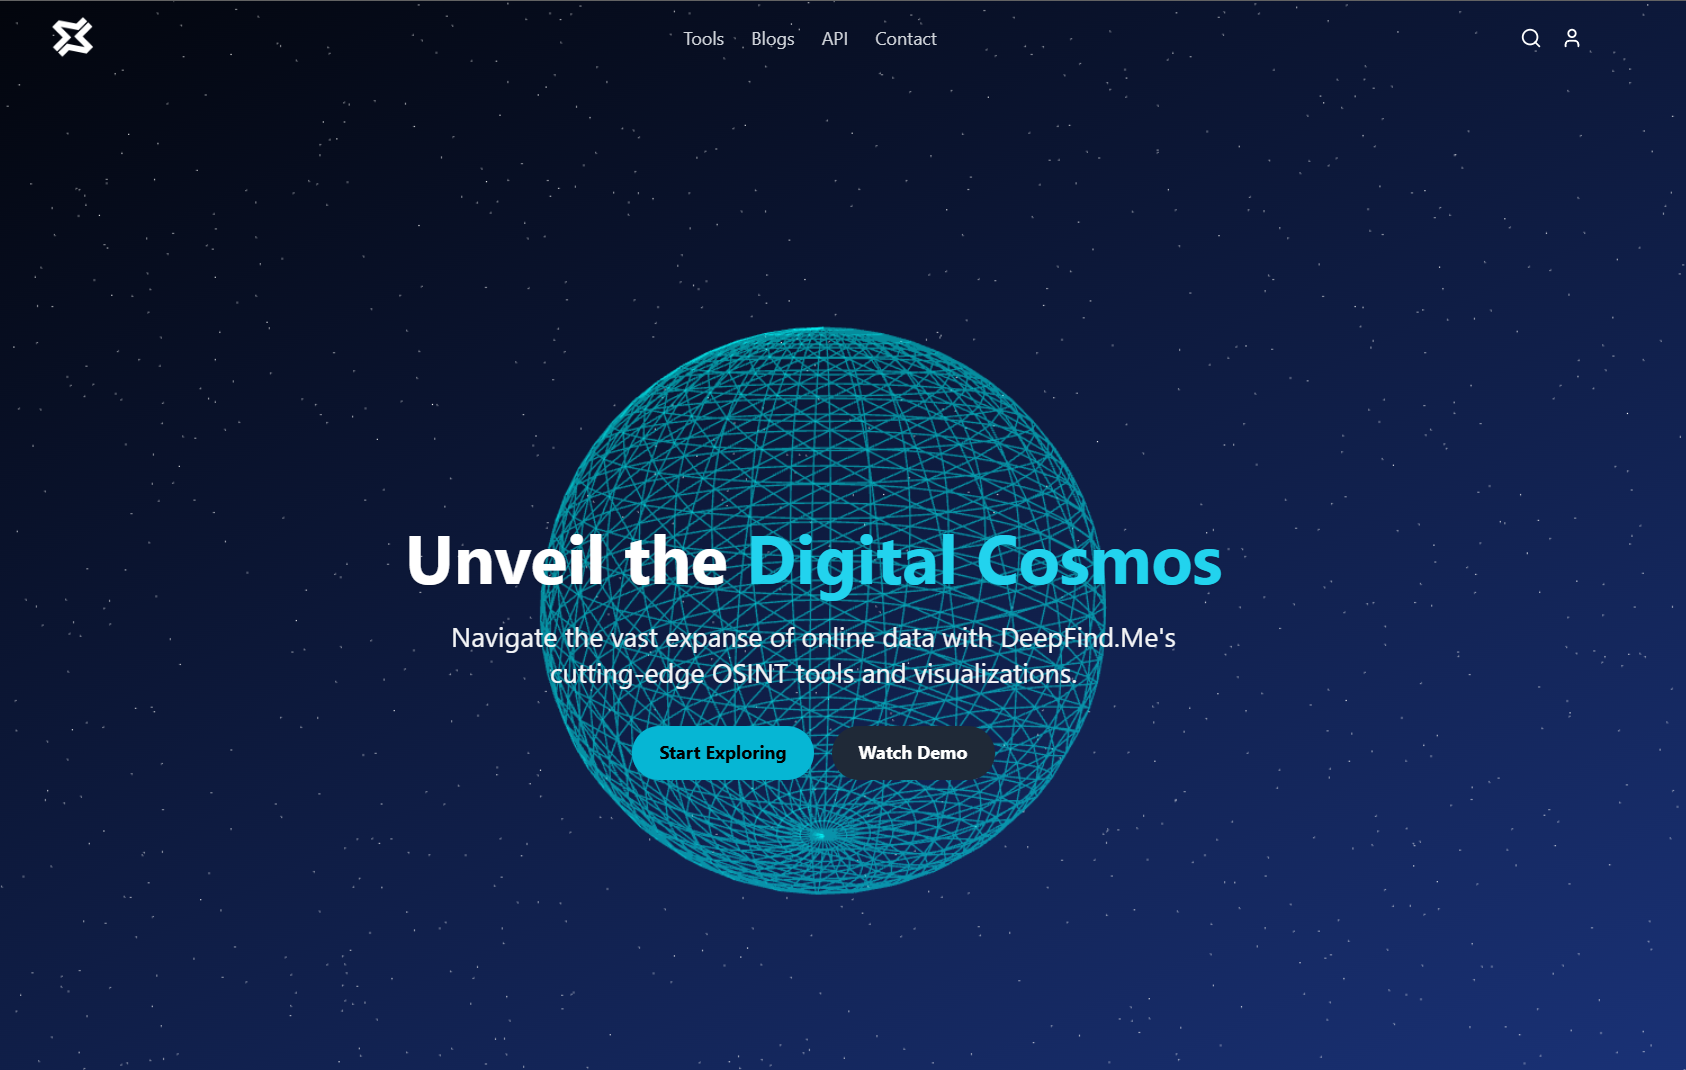 Tools Blogs API Contact
Unveil the Digital Cosmos
Navigate the vast expanse of online data with DeepFind.Me's
cutting-edge OSINT tools and visualizations.
Start Exploring Watch Demo